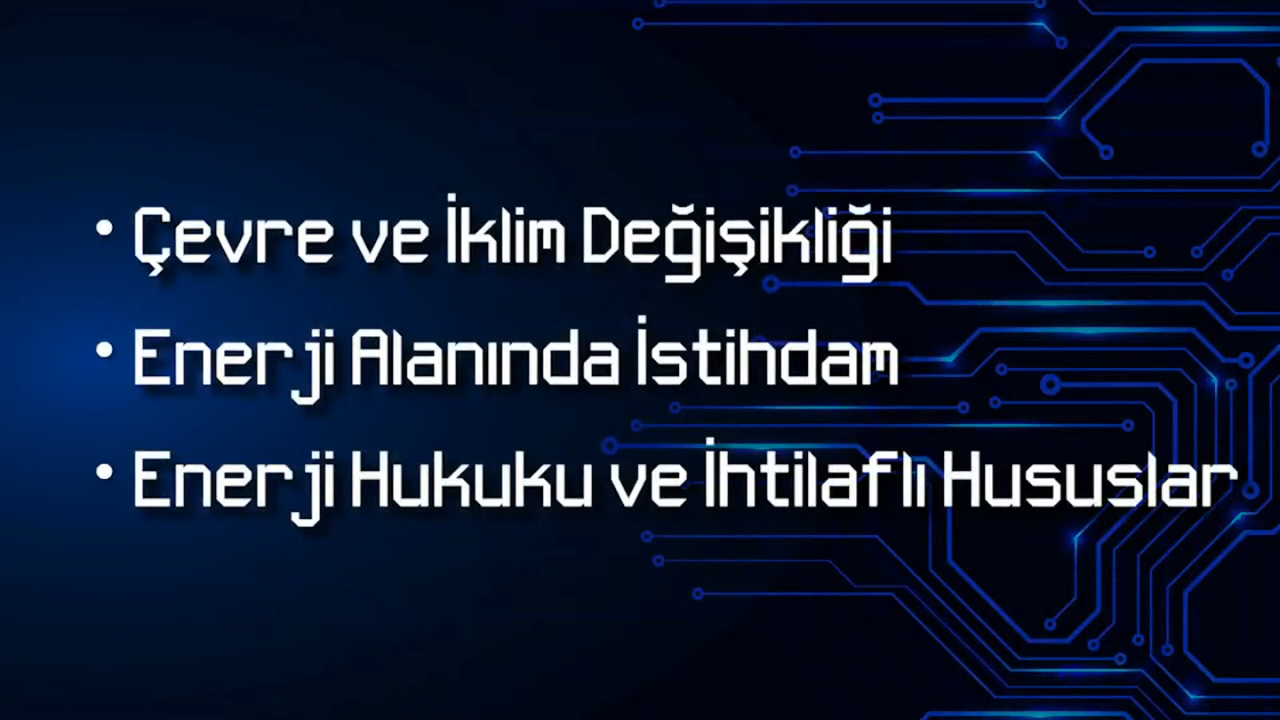 • Çevre ve İklim Değişikliği
• Enerji Alanında İstihdam
• Enerji Hukuku ve İhtilaflı Hususlar